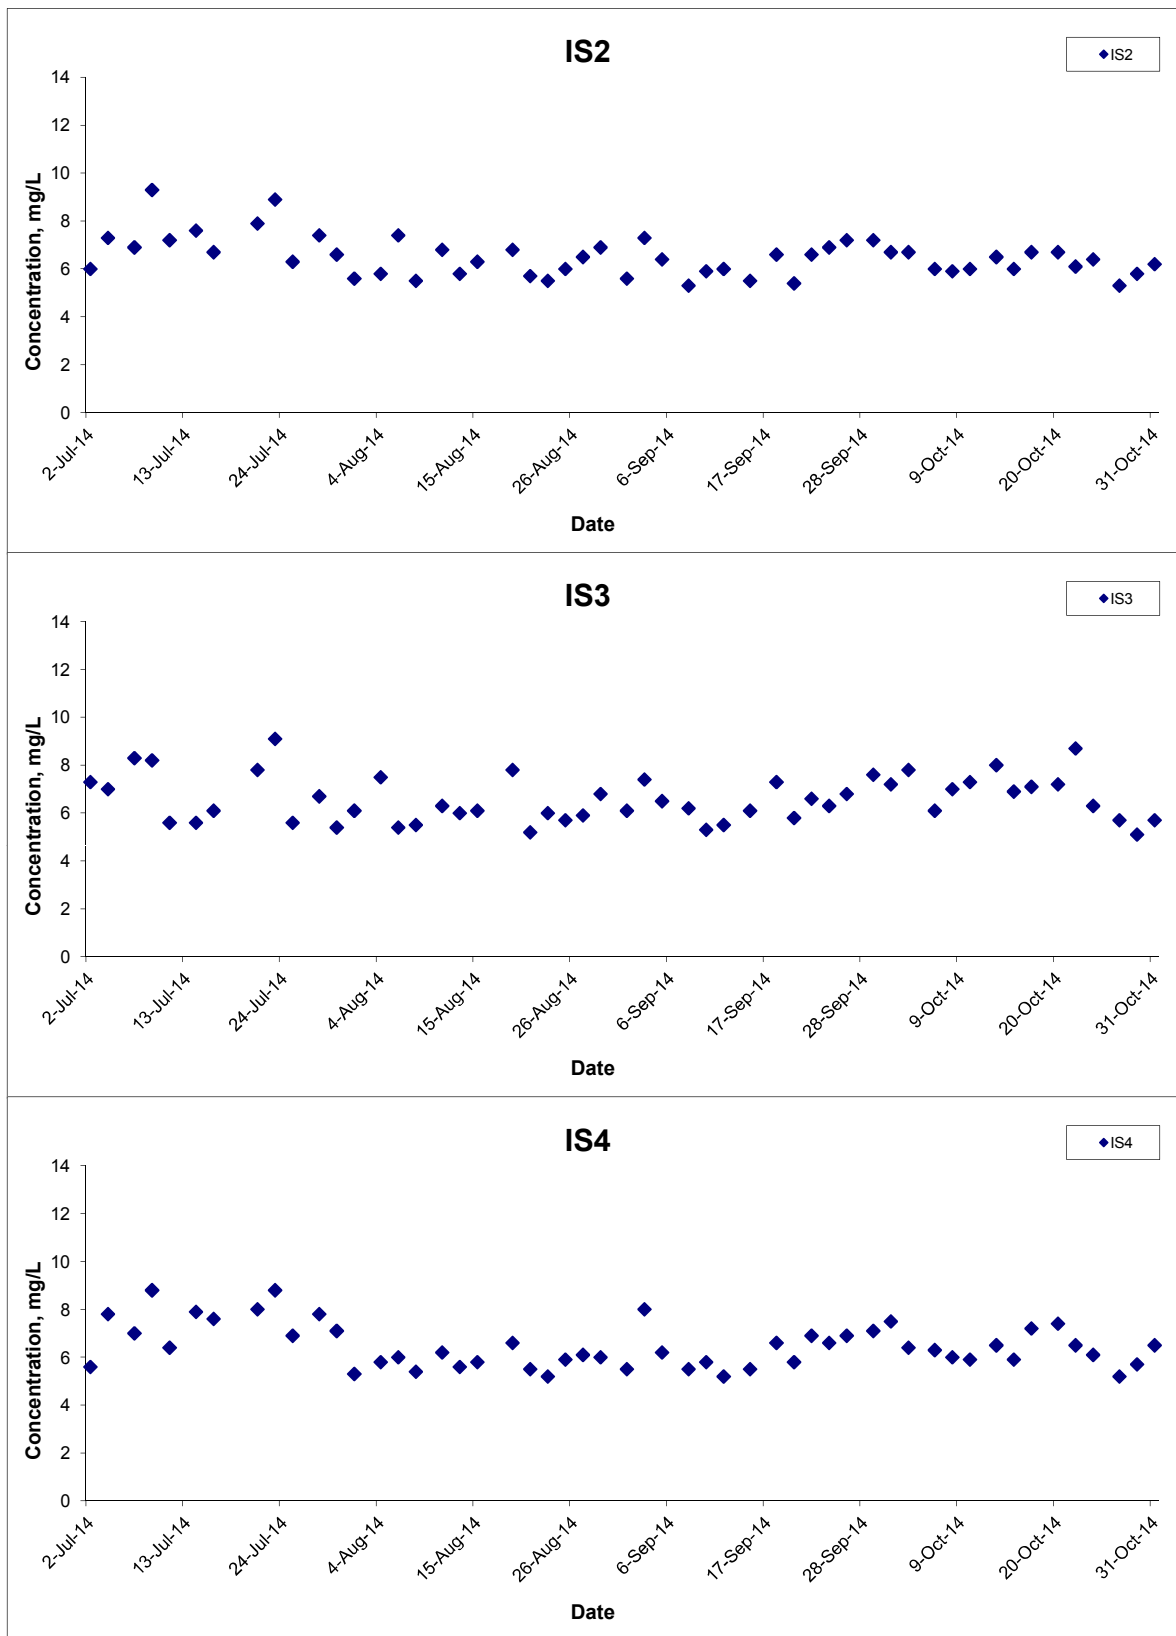 IS2
IS2
14
12
10
8
6
4
2
0
Concentration, mg/L
2-Jul-14
13-Jul-14
24-Jul-14
4-Aug-14
15-Aug-14
26-Aug-14
6-Sep-14
17-Sep-14
28-Sep-14
9-Oct-14
20-Oct-14
31-Oct-14
Date
IS3
IS3
14
12
10
8
6
4
2
0
Concentration, mg/L
2-Jul-14
13-Jul-14
24-Jul-14
4-Aug-14
15-Aug-14
26-Aug-14
6-Sep-14
17-Sep-14
28-Sep-14
9-Oct-14
20-Oct-14
31-Oct-14
Date
IS4
IS4
14
12
10
8
6
4
2
0
Concentration, mg/L
2-Jul-14
13-Jul-14
24-Jul-14
4-Aug-14
15-Aug-14
26-Aug-14
6-Sep-14
17-Sep-14
28-Sep-14
9-Oct-14
20-Oct-14
31-Oct-14
Date